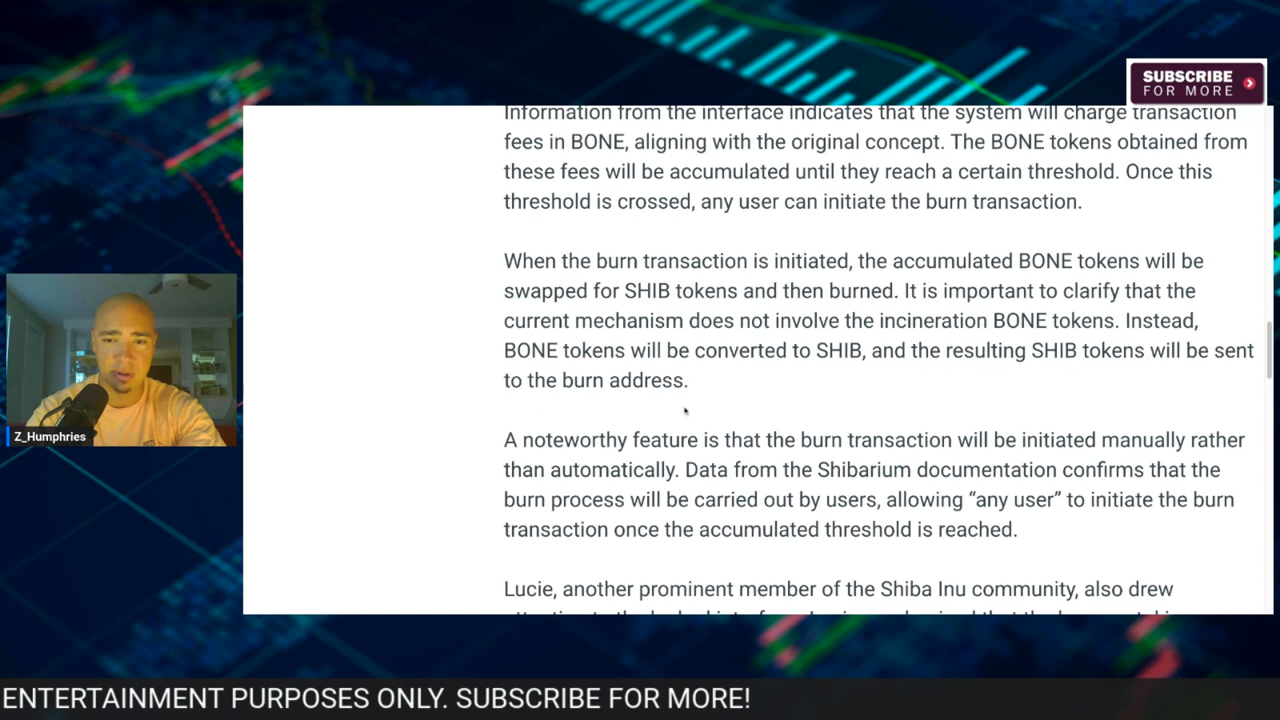 SUBSCRIBE
FOR MORE
Information from the interface indicates that the system will charge transaction
fees in BONE, aligning with the original concept. The BONE tokens obtained from
these fees will be accumulated until they reach a certain threshold. Once this
threshold is crossed, any user can initiate the burn transaction.
When the burn transaction is initiated, the accumulated BONE tokens will be
swapped for SHIB tokens and then burned. It is important to clarify that the
current mechanism does not involve the incineration BONE tokens. Instead,
BONE tokens will be converted to SHIB, and the resulting SHIB tokens will be sent
to the burn address.
A noteworthy feature is that the burn transaction will be initiated manually rather
than automatically. Data from the Shibarium documentation confirms that the
burn process will be carried out by users, allowing “any user” to initiate the burn
transaction once the accumulated threshold is reached.
Lucie, another prominent member of the Shiba Inu community, also drew
Z_Humphries
ENTERTAINMENT PURPOSES ONLY. SUBSCRIBE FOR MORE!